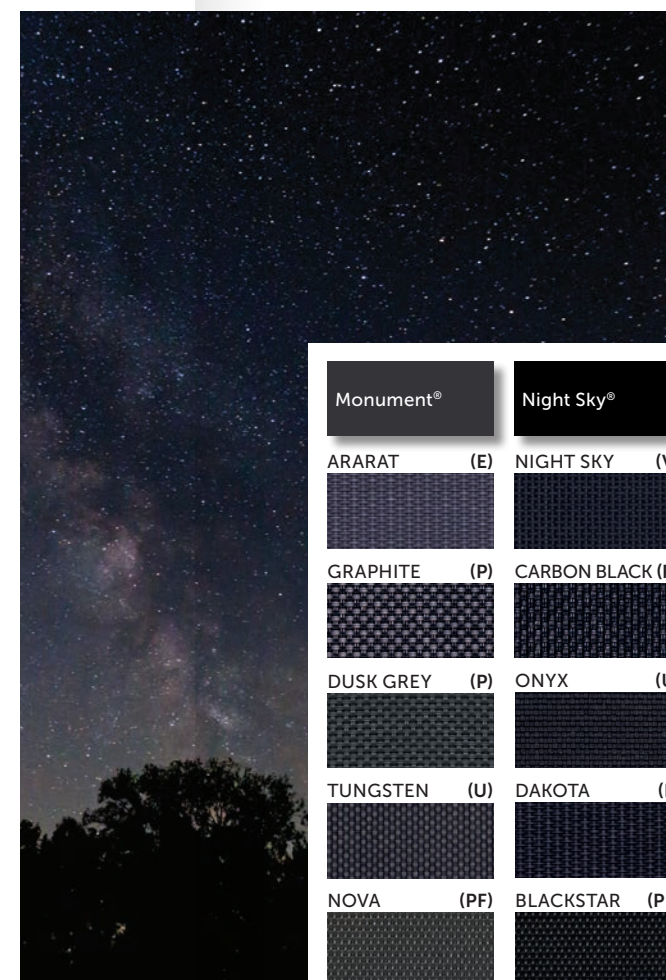 Monument®
Night Sky®
ARARAT (E)
NIGHT SKY
GRAPHITE (P)
CARBON BLACK
DUSK GREY (P)
ONYX
TUNGSTEN (U)
DAKOTA
NOVA (PF)
BLACKSTAR